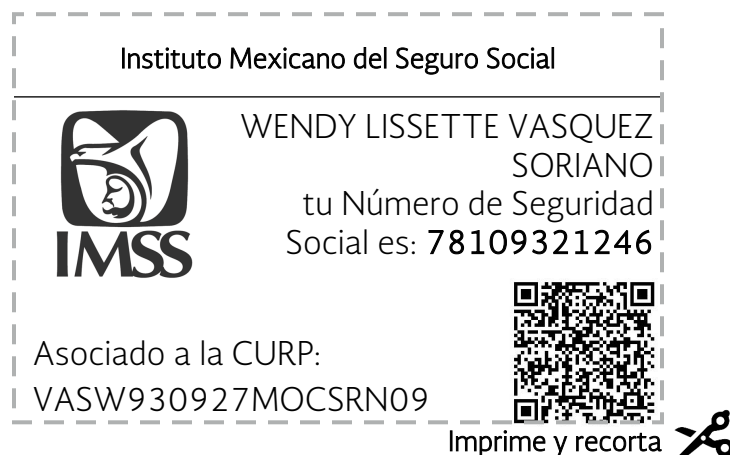 Instituto Mexicano del Seguro Social
WENDY LISSETTE VASQUEZ
SORIANO
tu Número de Seguridad
Social es: 78109321246
IMSS
Asociado a la CURP:
VASW930927MOCSRN09
Imprime y recorta